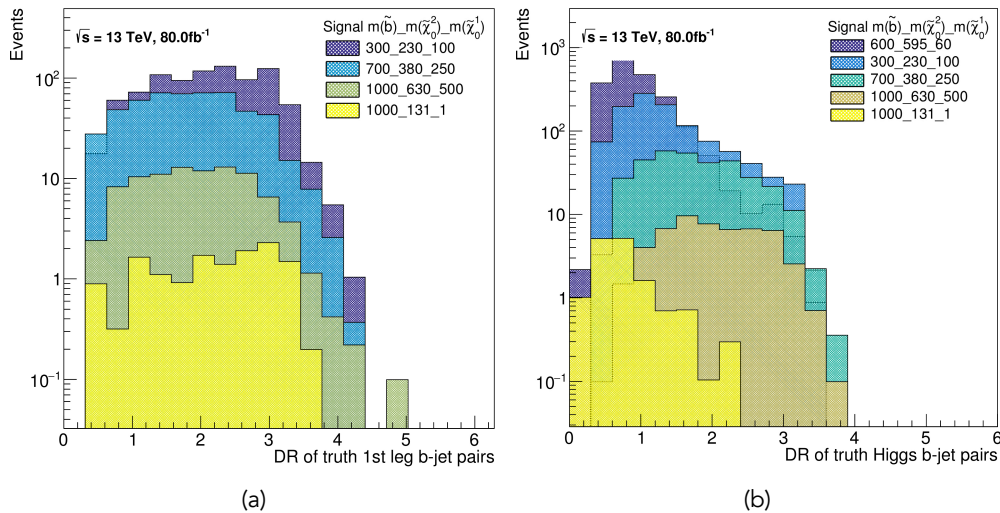 Events
√s = 13 TeV, 80.0fb⁻¹
Signal m(b̃)_m(χ̃₀²)_m(χ̃₀¹)
300_230_100
700_380_250
1000_630_500
1000_131_1
10²
10
1
10⁻¹
0 1 2 3 4 5 6
DR of truth 1st leg b-jet pairs
(a)
Events
√s = 13 TeV, 80.0fb⁻¹
Signal m(b̃)_m(χ̃₀²)_m(χ̃₀¹)
600_595_60
300_230_100
700_380_250
1000_630_500
1000_131_1
10³
10²
10
1
10⁻¹
0 1 2 3 4 5 6
DR of truth Higgs b-jet pairs
(b)